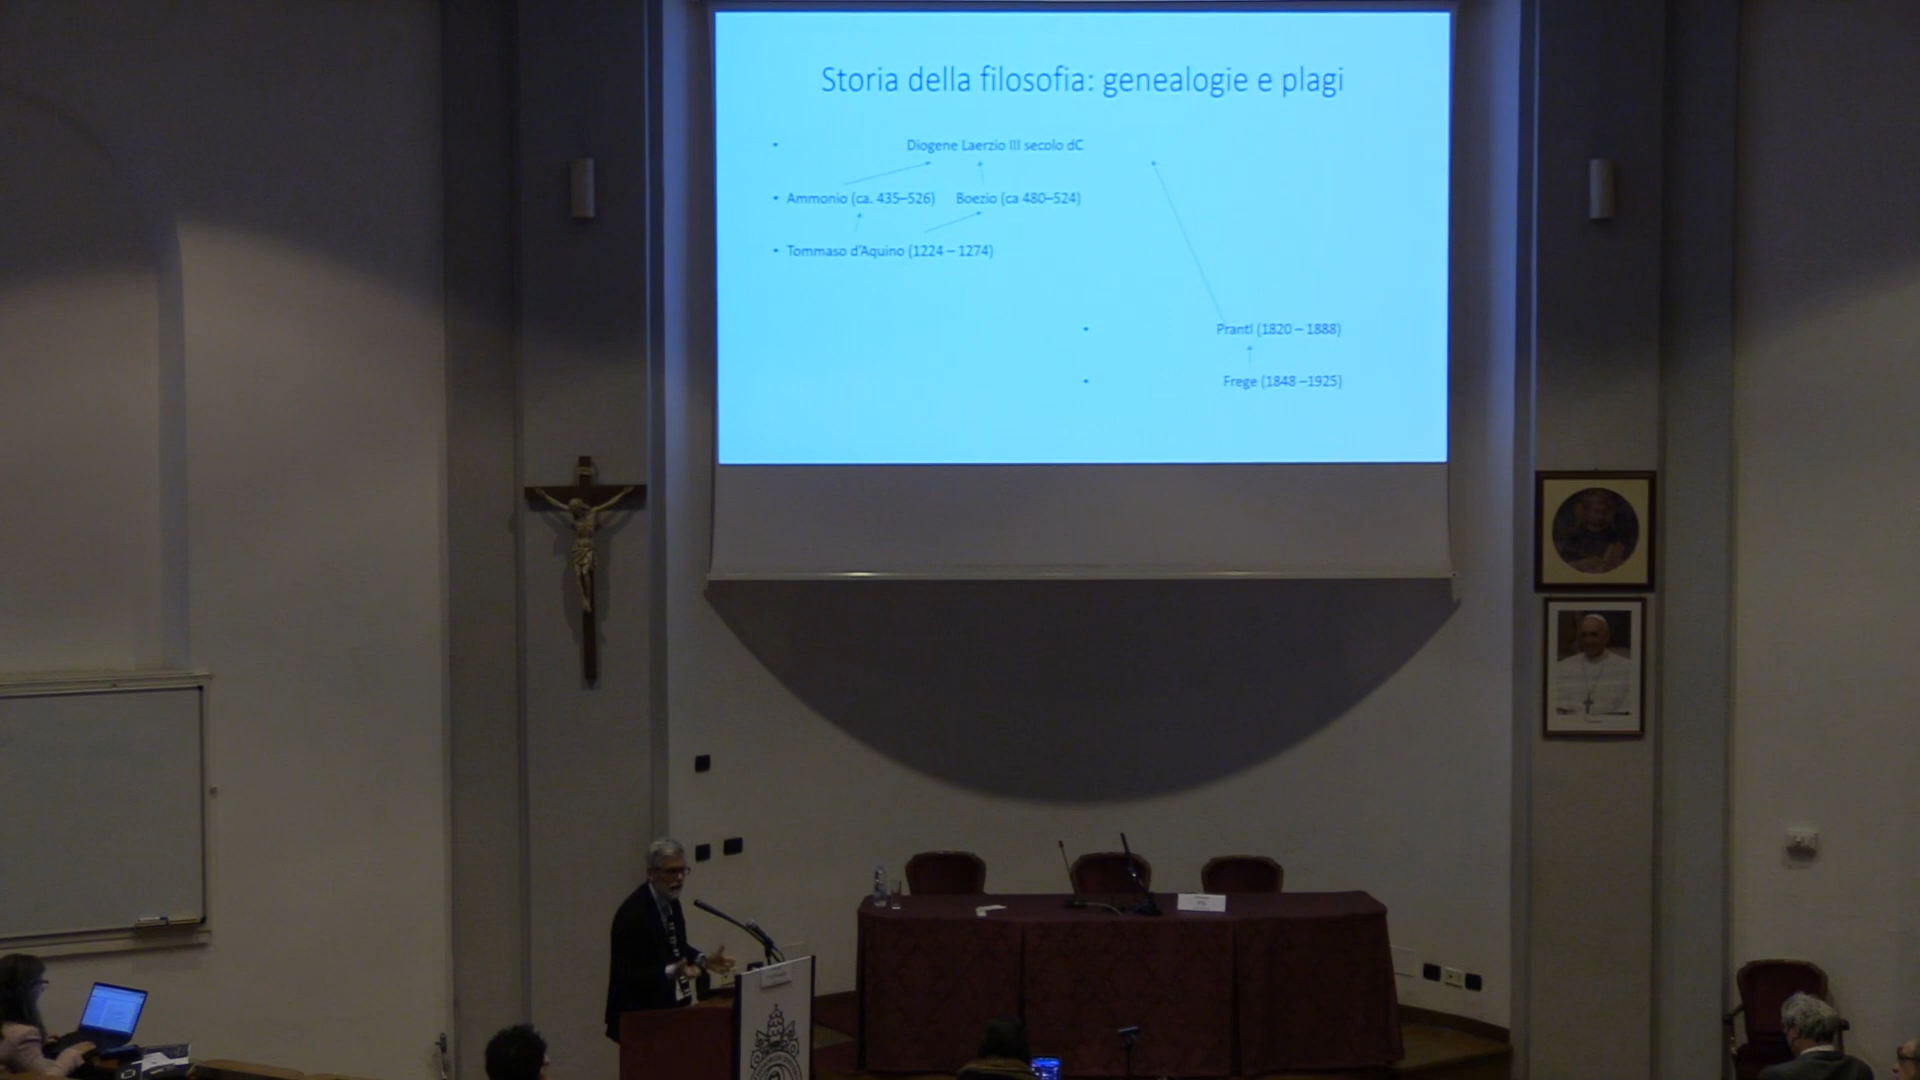 Storia della filosofia: genealogie e plagi
• Diogene Laerzio III secolo dC
• Ammonio (ca. 435–526) Boezio (ca 480–524)
• Tommaso d'Aquino (1224 – 1274)
• Prantl (1820 – 1888)
• Frege (1848 –1925)